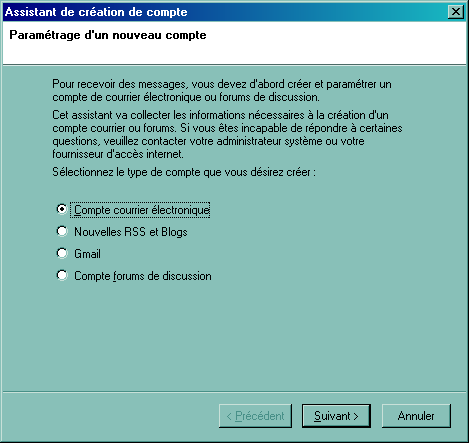 Assistant de création de compte
Paramétrage d'un nouveau compte
Pour recevoir des messages, vous devez d'abord créer et paramétrer un
compte de courrier électronique ou forums de discussion.
Cet assistant va collecter les informations nécessaires à la création d'un
compte courrier ou forums. Si vous êtes incapable de répondre à certaines
questions, veuillez contacter votre administrateur système ou votre
fournisseur d'accès internet.
Sélectionnez le type de compte que vous désirez créer :
Compte courrier électronique
Nouvelles RSS et Blogs
Gmail
Compte forums de discussion
< Précédent
Suivant >
Annuler